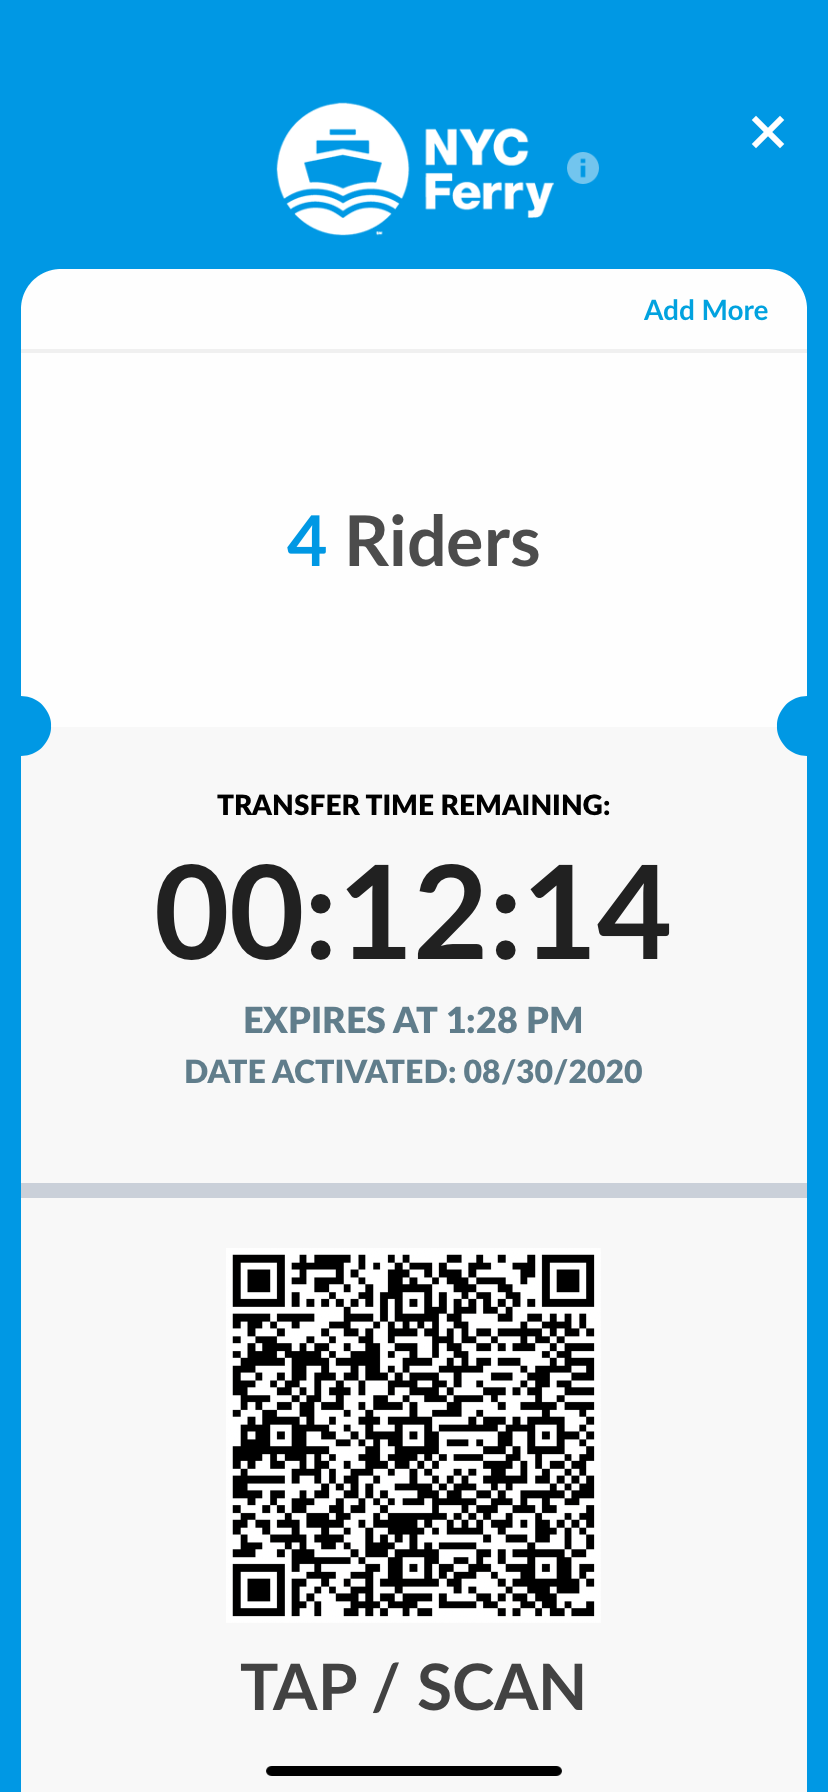 NYC
Ferry
Add More
4 Riders
TRANSFER TIME REMAINING:
00:12:14
EXPIRES AT 1:28 PM
DATE ACTIVATED: 08/30/2020
TAP / SCAN